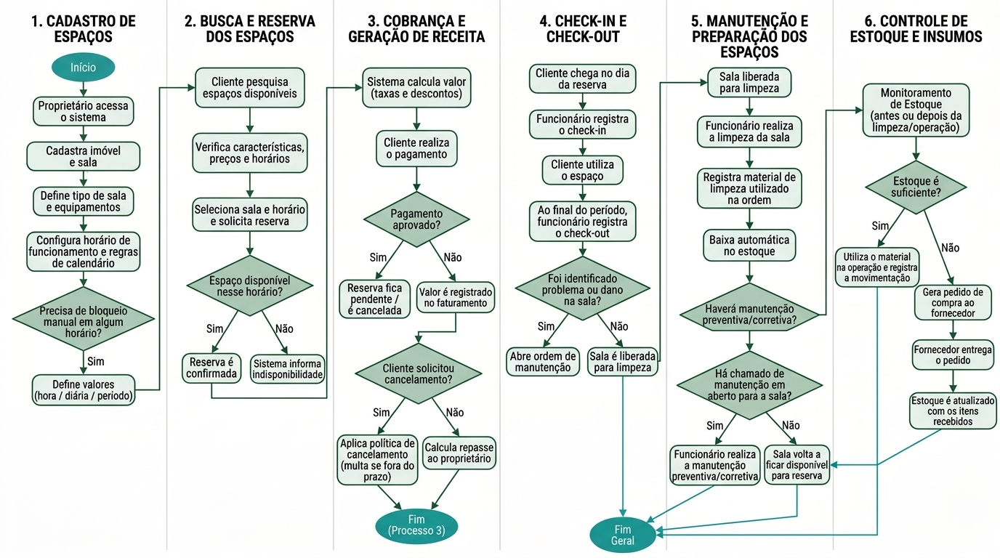 1. CADASTRO DE
ESPAÇOS
Início
Proprietário acessa
o sistema
Cadastra imóvel
e sala
Define tipo de sala
e equipamentos
Configura horário de
funcionamento e regras
de calendário
Precisa de bloqueio
manual em algum
horário?
Sim
Define valores
(hora / diária / período)
2. BUSCA E RESERVA
DOS ESPAÇOS
Cliente pesquisa
espaços disponíveis
Verifica características,
preços e horários
Seleciona sala e horário
e solicita reserva
Espaço disponível
nesse horário?
Sim
Não
Reserva é
confirmada
Sistema informa
indisponibilidade
3. COBRANÇA E
GERAÇÃO DE RECEITA
Sistema calcula valor
(taxas e descontos)
Cliente realiza
o pagamento
Pagamento
aprovado?
Sim
Não
Reserva fica
pendente /
é cancelada
Valor é registrado
no faturamento
Cliente solicitou
cancelamento?
Sim
Não
Aplica política de
cancelamento
(multa se fora do
prazo)
Calcula repasse
ao proprietário
Fim
(Processo 3)
4. CHECK-IN E
CHECK-OUT
Cliente chega no dia
da reserva
Funcionário registra
o check-in
Cliente utiliza
o espaço
Ao final do período,
funcionário registra
o check-out
Foi identificado
problema ou dano
na sala?
Sim
Não
Abre ordem de
manutenção
Sala é liberada
para limpeza
Fim
Geral
5. MANUTENÇÃO E
PREPARAÇÃO DOS
ESPAÇOS
Sala liberada
para limpeza
Funcionário realiza
a limpeza da sala
Registra material de
limpeza utilizado
na ordem
Baixa automática
no estoque
Haverá manutenção
preventiva/corretiva?
Há chamado de
manutenção em
aberto para a sala?
Sim
Não
Funcionário realiza
a manutenção
preventiva/corretiva
Sala volta a
ficar disponível
para reserva
6. CONTROLE DE
ESTOQUE E INSUMOS
Monitoramento
de Estoque
(antes ou depois da
limpeza/operação)
Estoque é
suficiente?
Sim
Não
Utiliza o material
na operação e registra
a movimentação
Gera pedido de
compra ao
fornecedor
Fornecedor entrega
o pedido
Estoque é atualizado
com os itens
recebidos